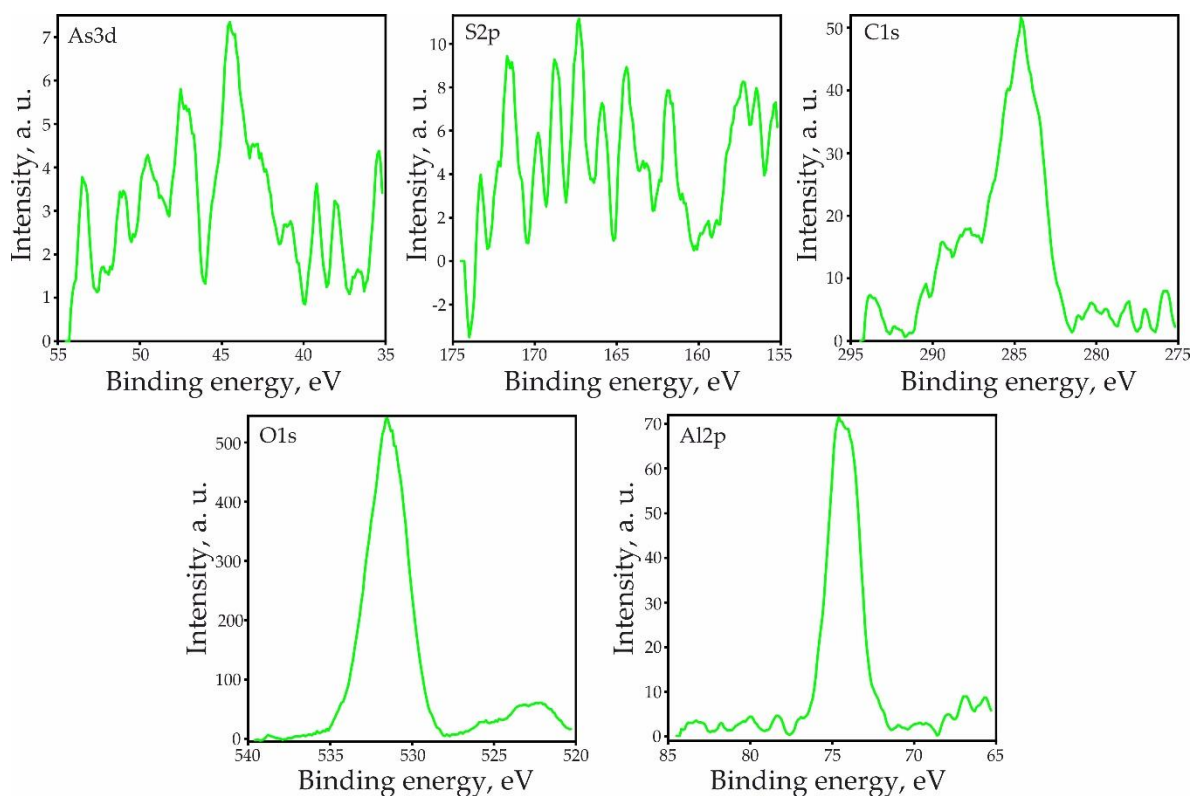 As3d
Intensity, a. u.
7
6
5
4
3
2
1
0
55 50 45 40 35
Binding energy, eV
S2p
Intensity, a. u.
10
8
6
4
2
0
-2
175 170 165 160 155
Binding energy, eV
C1s
Intensity, a. u.
50
40
30
20
10
0
295 290 285 280 275
Binding energy, eV
O1s
Intensity, a. u.
500
400
300
200
100
0
540 535 530 520
Binding energy, eV
Al2p
Intensity, a. u.
70
60
50
40
30
20
10
0
85 80 75 70 65
Binding energy, eV